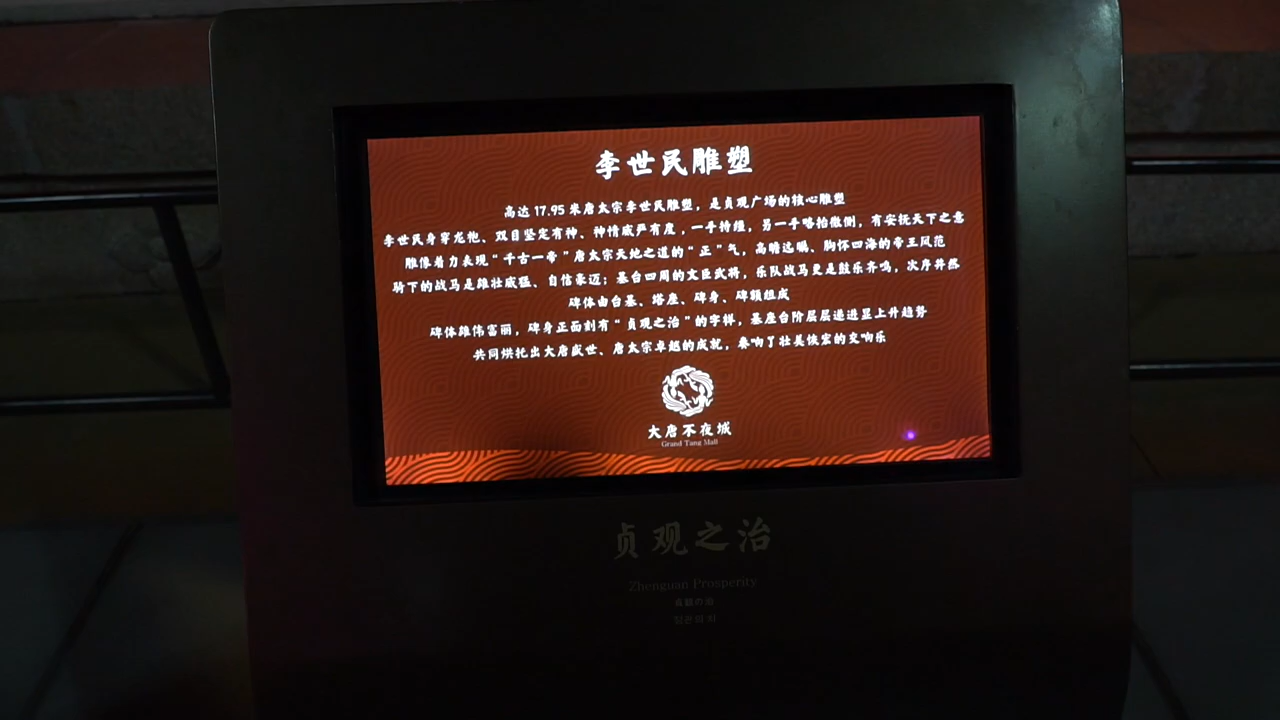 李世民雕塑
高达 17.95 米唐太宗李世民雕塑，是贞观广场的核心雕塑
李世民身穿龙袍、双目坚定有神、神情威严有度，一手持缰，另一手略抬微倒，有安抚天下之意
雕像着力表现“千古一帝”唐太宗天地之道的“正”气，高瞻远瞩、胸怀四海的帝王风范
骑下的战马是雄壮威猛、自信豪迈；基台四周的文臣武将，乐队战马更是鼓乐齐鸣，次序井然
碑体由台基、塔座、碑身、碑额组成
碑体雄伟富丽，碑身正面刻有“贞观之治”的字样，基座台阶层层递进呈上升趋势
共同烘托出大唐盛世、唐太宗卓越的成就，奏响了壮美恢宏的交响乐
大唐不夜城
Grand Tang Mall
贞观之治
Zhenguan Prosperity
貞観の治